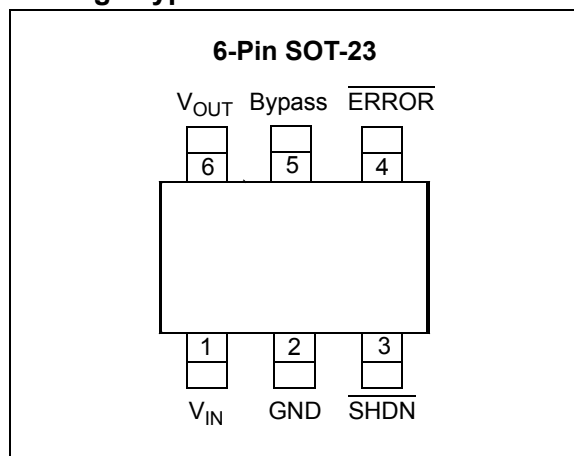 6-Pin SOT-23
VOUT Bypass ERROR
6 5 4
1 2 3
VIN GND SHDN